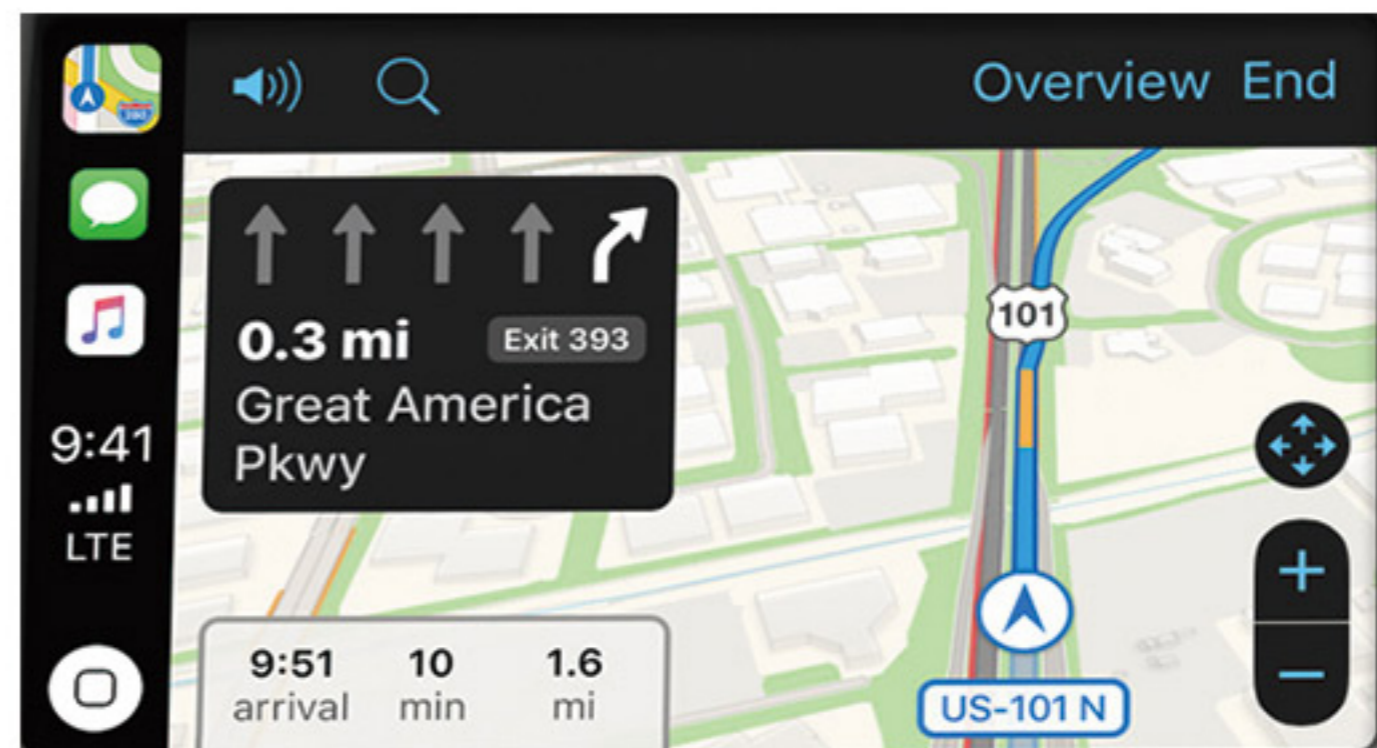 Overview End
0.3 mi Exit 393
Great America
Pkwy
9:41
LTE
101
9:51 10 1.6
arrival min mi
US-101 N